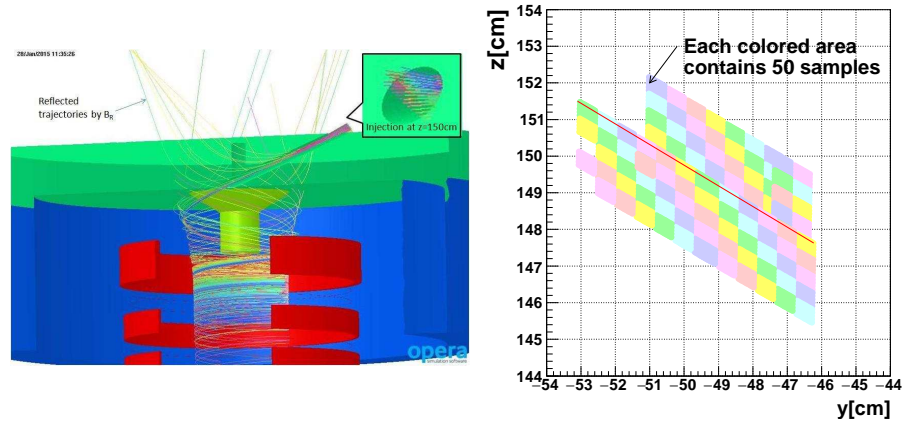 28/Jan/2015 11:35:26
Reflected
trajectories by BR
Injection at z=150cm
opera
simulation software
z[cm]
154
153
152
151
150
149
148
147
146
145
144
Each colored area
contains 50 samples
−54 −53 −52 −51 −50 −49 −48 −47 −46 −45 −44
y[cm]